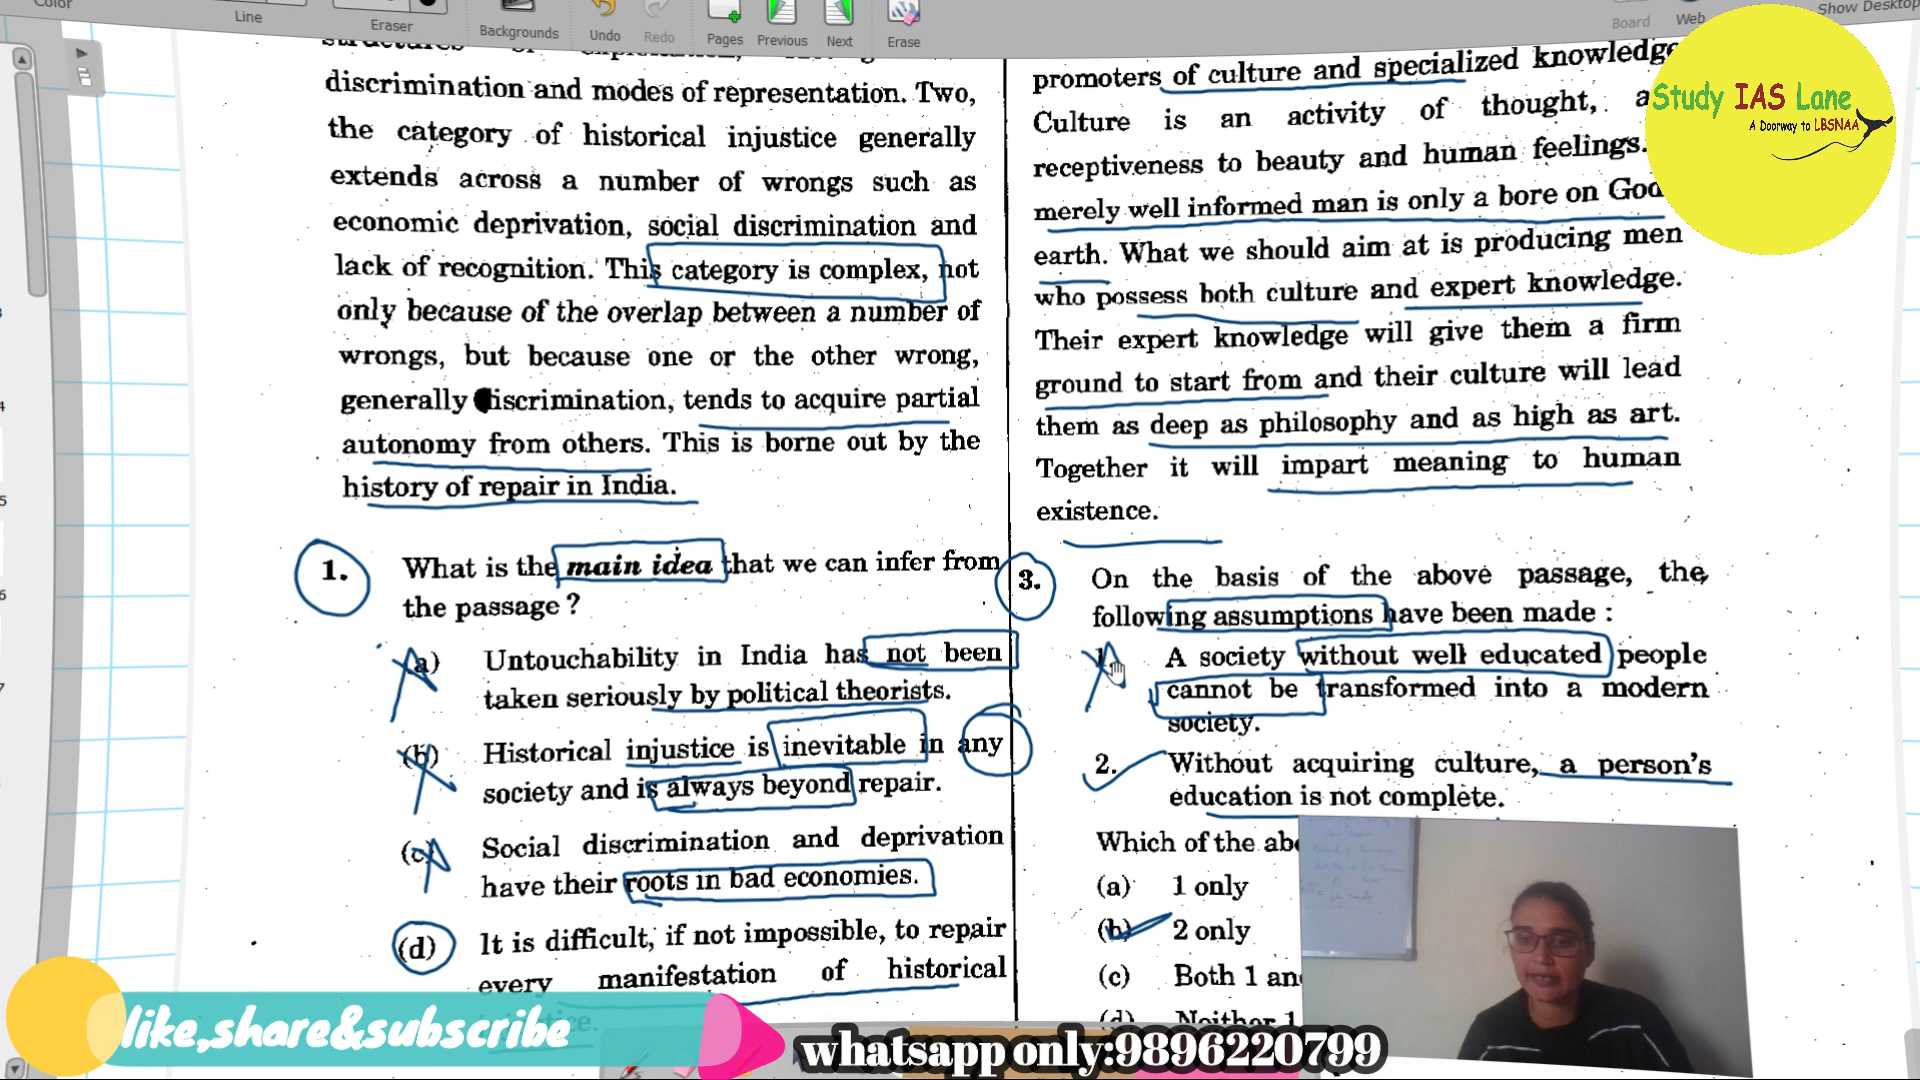 Color
Line
Eraser
Backgrounds
Undo
Redo
Pages
Previous
Next
Erase
Board
Web
Show Desktop
Study IAS Lane
A Doorway to LBSNAA
discrimination and modes of representation. Two,
the category of historical injustice generally
extends across a number of wrongs such as
economic deprivation, social discrimination and
lack of recognition. This category is complex, not
only because of the overlap between a number of
wrongs, but because one or the other wrong,
generally discrimination, tends to acquire partial
autonomy from others. This is borne out by the
history of repair in India.
1. What is the main idea that we can infer from
the passage ?
(a) Untouchability in India has not been
taken seriously by political theorists.
(b) Historical injustice is inevitable in any
society and is always beyond repair.
(c) Social discrimination and deprivation
have their roots in bad economies.
(d) It is difficult, if not impossible, to repair
every manifestation of historical
promoters of culture and specialized knowledge
Culture is an activity of thought,
receptiveness to beauty and human feelings.
merely well informed man is only a bore on God
earth. What we should aim at is producing men
who possess both culture and expert knowledge.
Their expert knowledge will give them a firm
ground to start from and their culture will lead
them as deep as philosophy and as high as art.
Together it will impart meaning to human
existence.
3. On the basis of the above passage, the
following assumptions have been made :
1. A society without well educated people
cannot be transformed into a modern
society.
2. Without acquiring culture, a person's
education is not complete.
Which of the
(a) 1 only
(b) 2 only
(c) Both 1
(d) Neither 1
like,share&subscribe
whatsapp only:9896220799